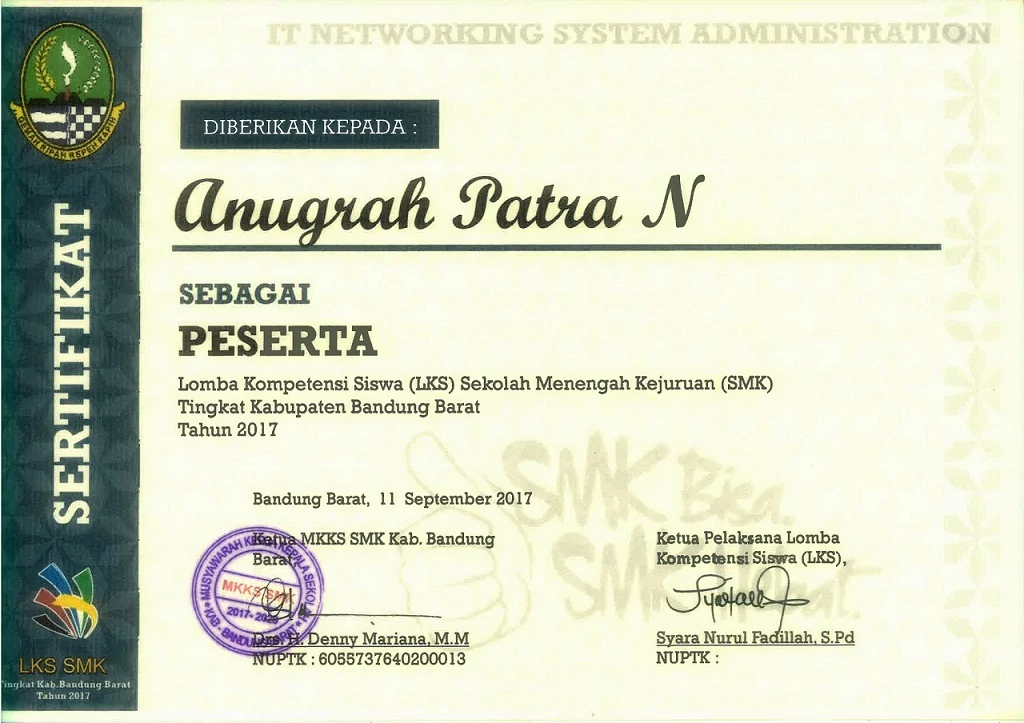 IT NETWORKING SYSTEM ADMINISTRATION
GEMAH RIPAH REPEH RAPIH
DIBERIKAN KEPADA :
Anugrah Patra N
SERTIFIKAT
SEBAGAI
PESERTA
Lomba Kompetensi Siswa (LKS) Sekolah Menengah Kejuruan (SMK)
Tingkat Kabupaten Bandung Barat
Tahun 2017
SMK Bisa.
SMK
Bandung Barat, 11 September 2017
Ketua MKKS SMK Kab. Bandung
Barat,
MUSYAWARAH KERJA KEPALA SEKOL
MKKS SMK
2017-
KAB - BANDUNG BARAT
Drs. H. Denny Mariana, M.M
NUPTK : 6055737640200013
Ketua Pelaksana Lomba
Kompetensi Siswa (LKS),
Syara Nurul Fadillah, S.Pd
NUPTK :
LKS SMK
Tingkat Kab.Bandung Barat
Tahun 2017